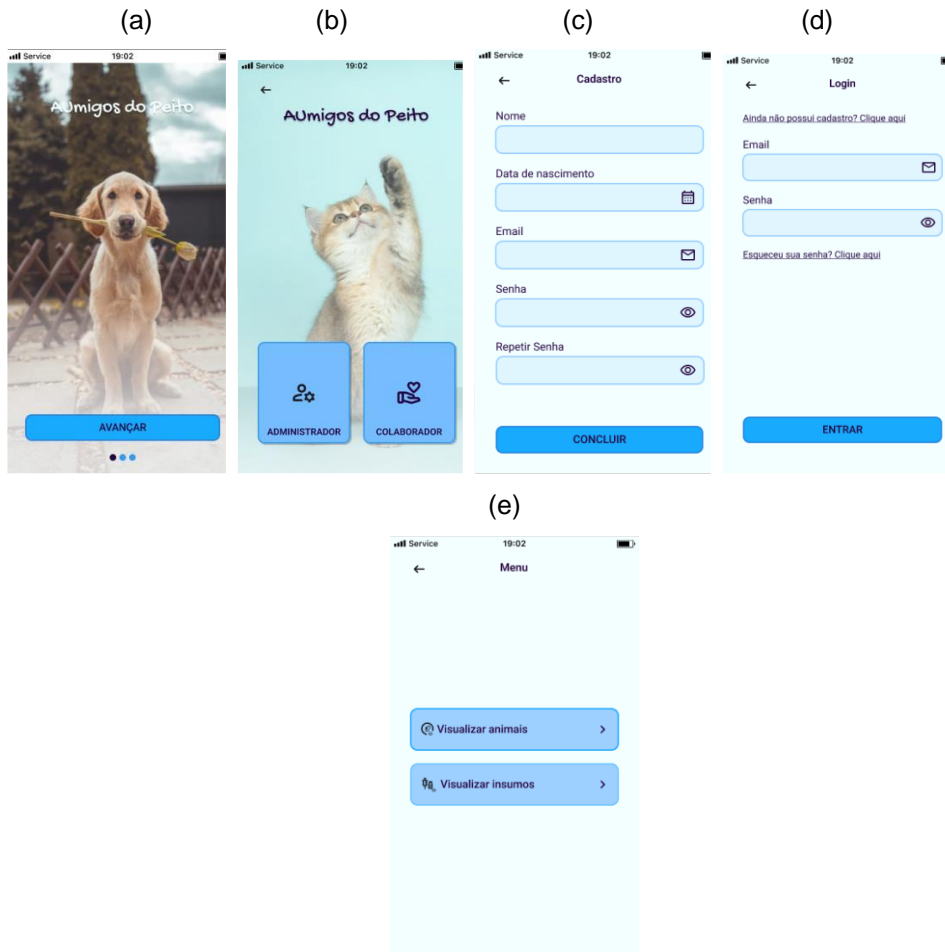 (a)
(b)
(c)
(d)
Service 19:02
AUmigos do Peito
AVANÇAR
Service 19:02
AUmigos do Peito
ADMINISTRADOR
COLABORADOR
Service 19:02
Cadastro
Nome
Data de nascimento
Email
Senha
Repetir Senha
CONCLUIR
Service 19:02
Login
Ainda não possui cadastro? Clique aqui
Email
Senha
Esqueceu sua senha? Clique aqui
ENTRAR
(e)
Service 19:02
Menu
Visualizar animais
Visualizar insumos